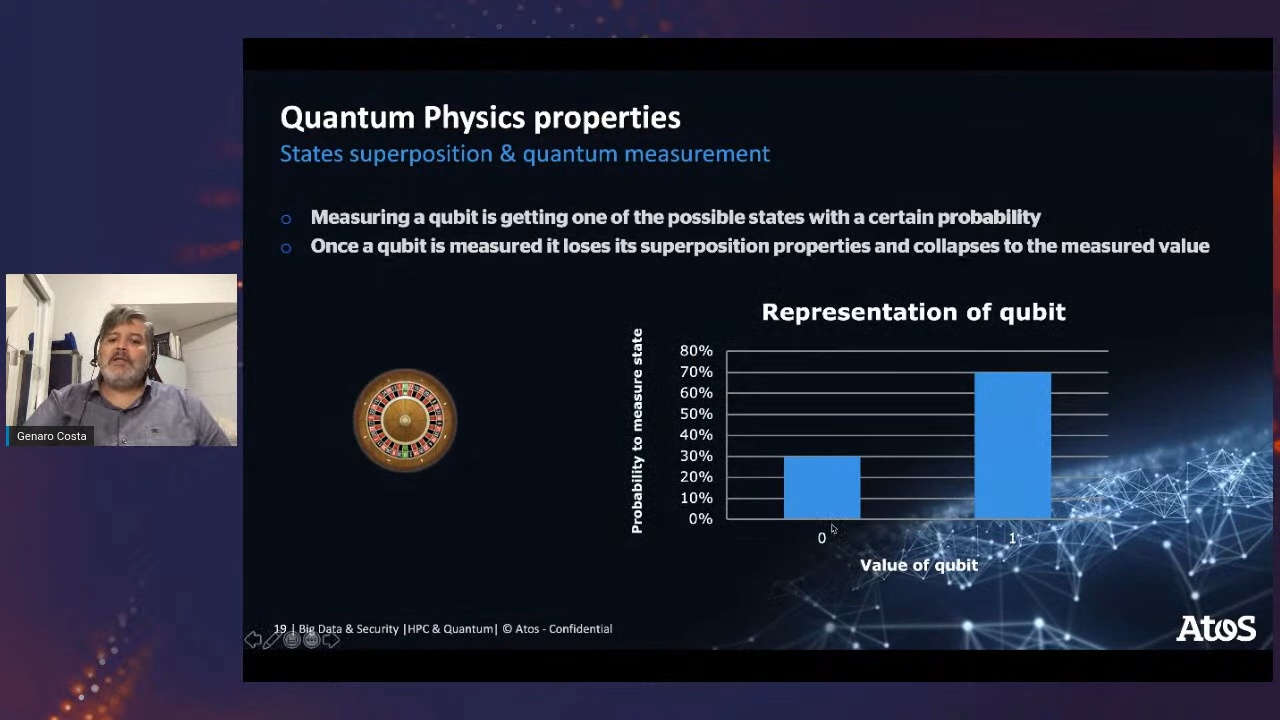 Quantum Physics properties
States superposition & quantum measurement
Measuring a qubit is getting one of the possible states with a certain probability
Once a qubit is measured it loses its superposition properties and collapses to the measured value
Genaro Costa
Representation of qubit
Probability to measure state
80%
70%
60%
50%
40%
30%
20%
10%
0%
0
1
Value of qubit
19 | Big Data & Security |HPC & Quantum| © Atos - Confidential
Atos